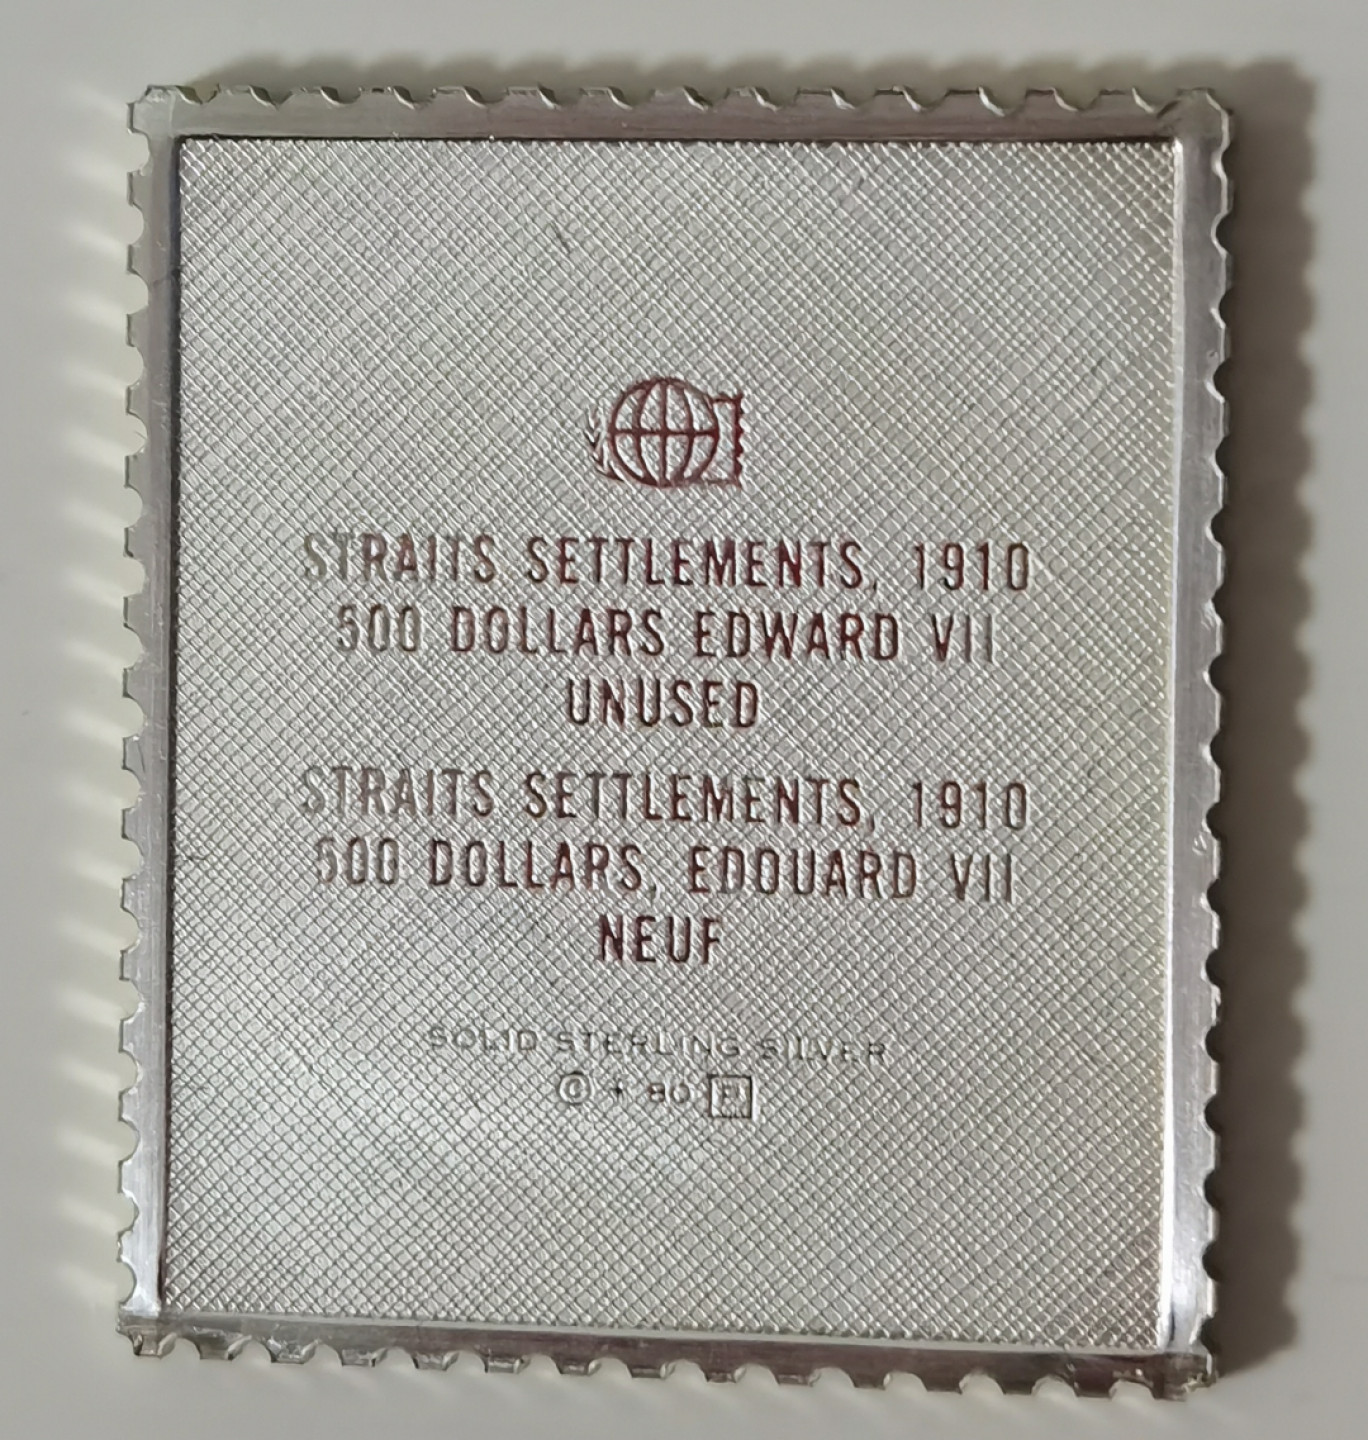 STRAITS SETTLEMENTS, 1910
500 DOLLARS EDWARD VII
UNUSED
STRAITS SETTLEMENTS, 1910
500 DOLLARS, EDOUARD VII
NEUF
SOLID STERLING SILVER
© + 80 P